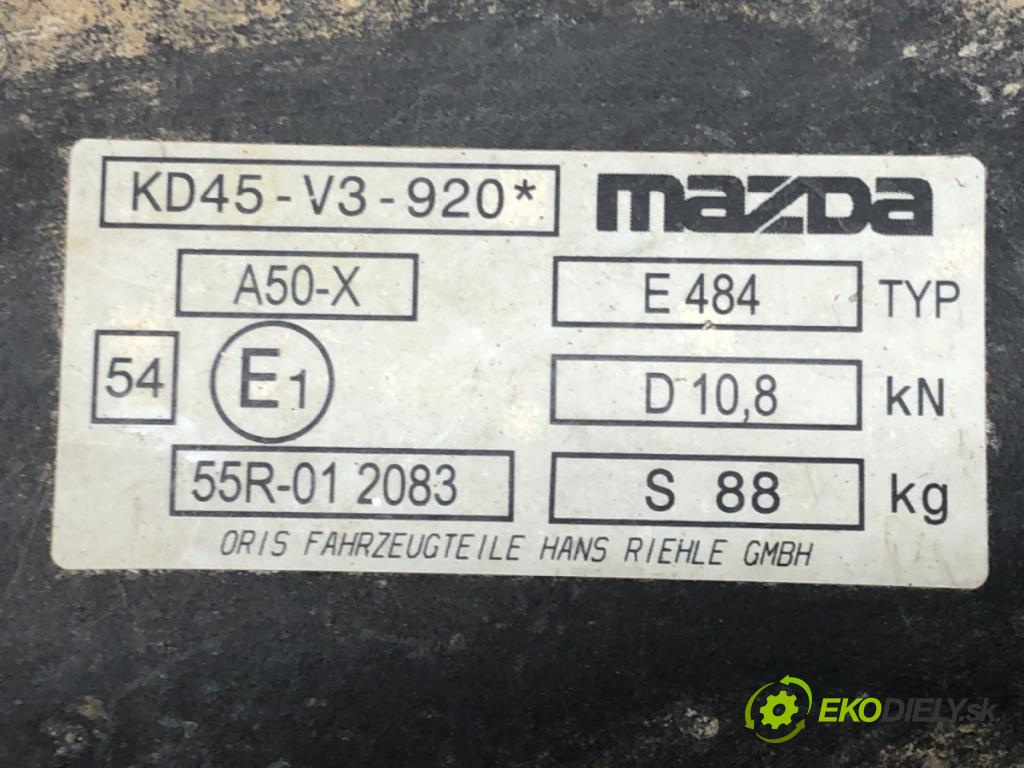 KD45-V3-920* mazda
A50-X E 484 TYP
54 E1 D 10,8 kN
55R-01 2083 S 88 kg
ORIS FAHRZEUGTEILE HANS RIEHLE GMBH
EKODIELY.sk